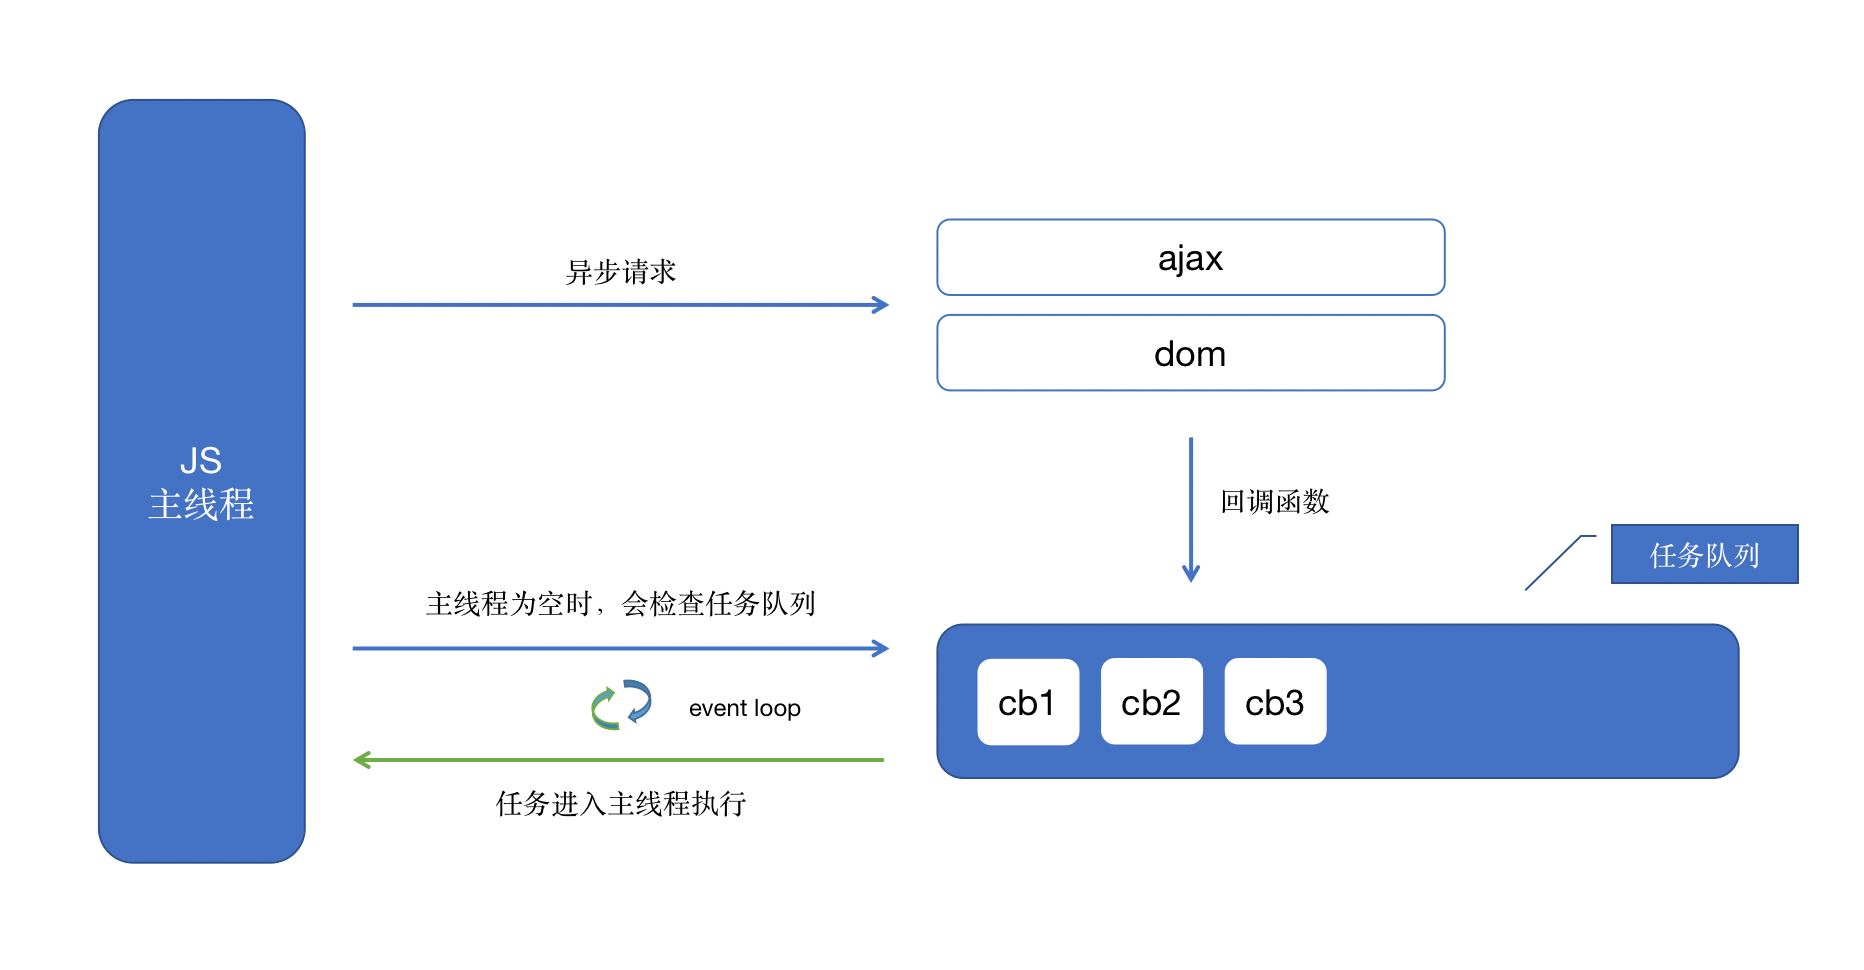 异步请求
ajax
dom
JS
主线程
回调函数
任务队列
主线程为空时，会检查任务队列
cb1
cb2
cb3
event loop
任务进入主线程执行